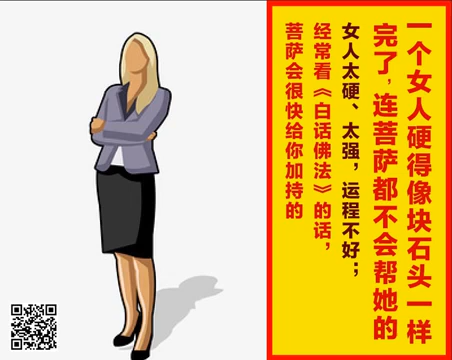 一个女人硬得像块石头一样
完了,连菩萨都不会帮她的
女人太硬、太强,运程不好;
经常看《白话佛法》的话,
菩萨会很快给你加持的